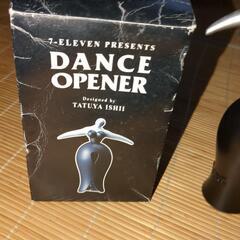 7-ELEVEN PRESENTS
DANCE
OPENER
Designed by
TATUYA ISHII